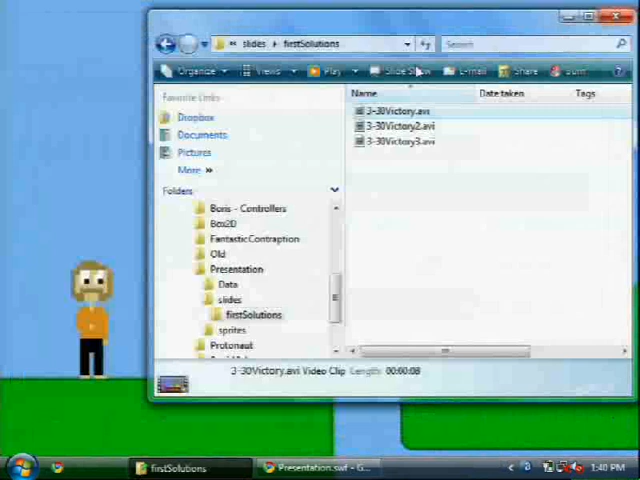 slides ▸ firstSolutions
Search
Organize Views Play Slide Show E-mail Share Burn
Favorite Links
Name Date taken Tags
Dropbox
Documents
Pictures
More »
3-30Victory.avi
3-30Victory2.avi
3-30Victory3.avi
Folders
Boris - Controllers
Box2D
FantasticContraption
Old
Presentation
Data
slides
firstSolutions
sprites
Protonaut
3-30Victory.avi Video Clip Length: 00:00:08
firstSolutions
Presentation.swf - G...
1:40 PM